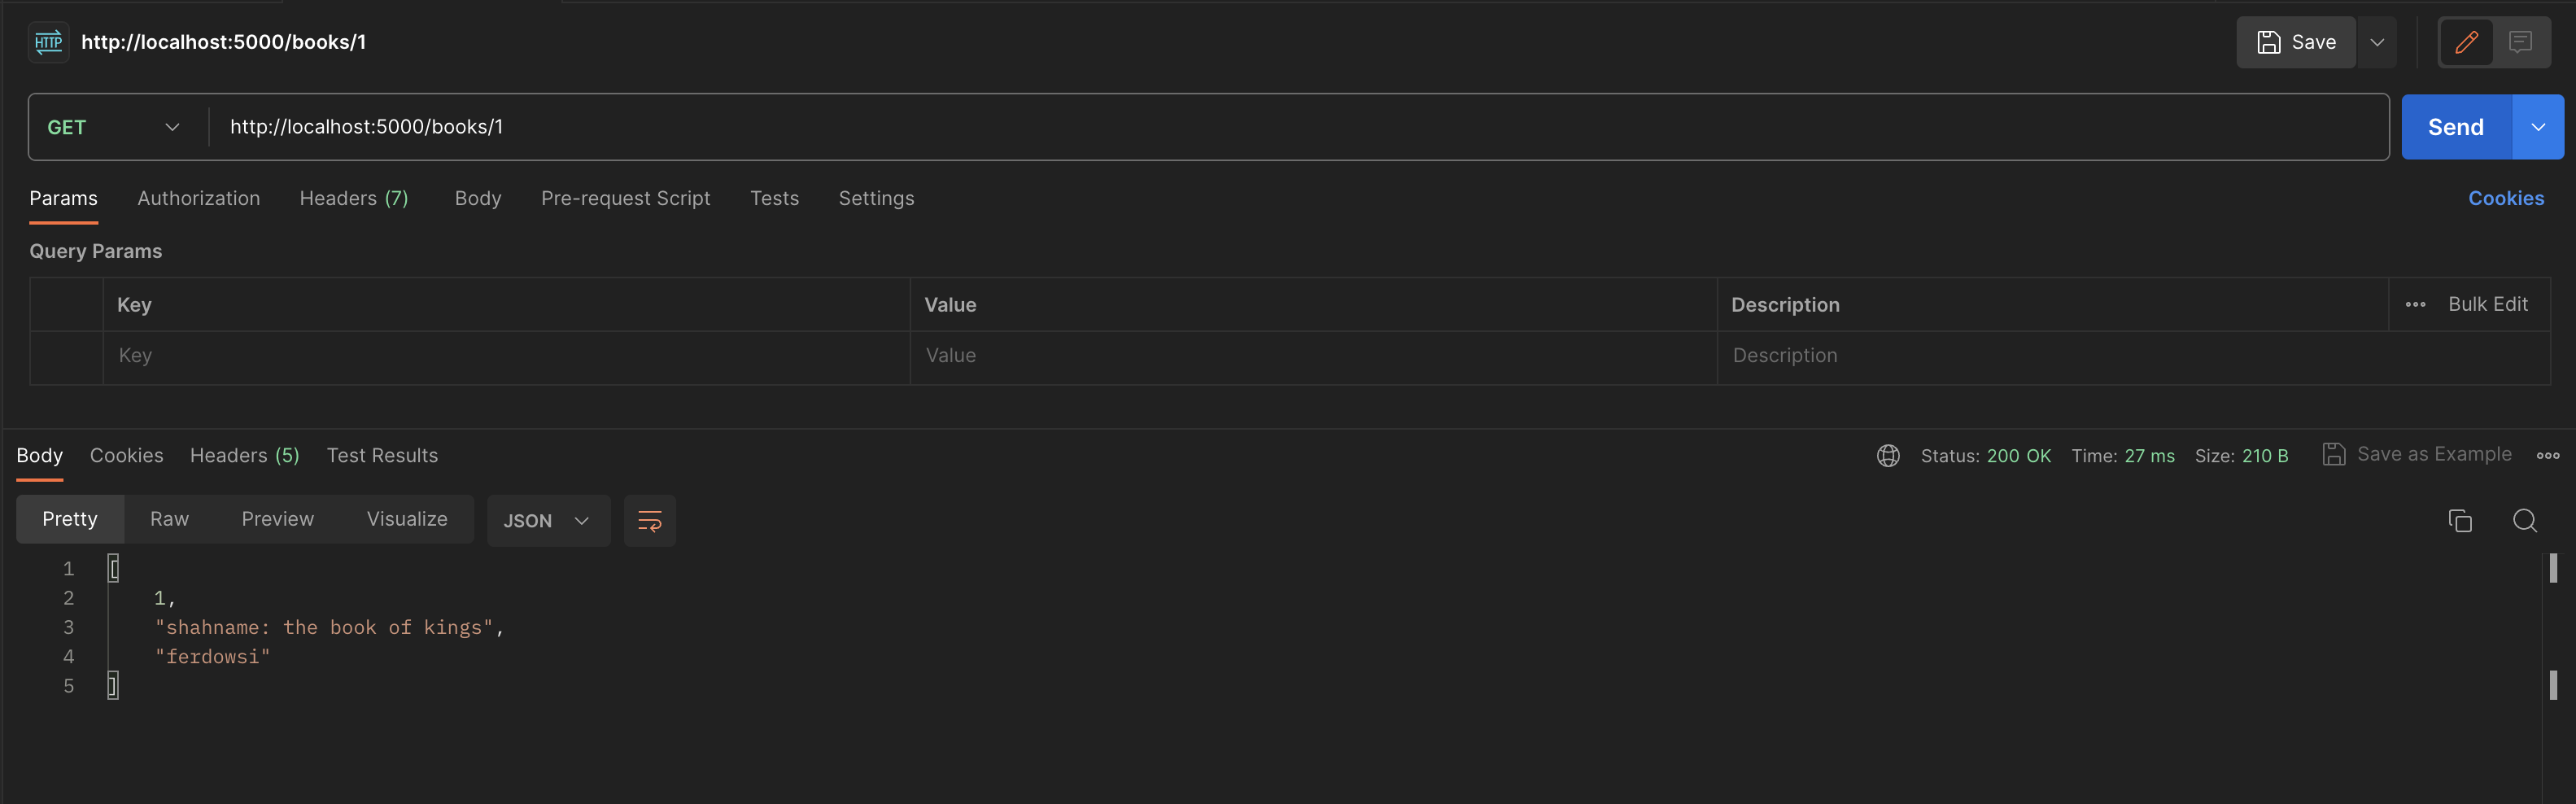 HTTP http://localhost:5000/books/1 Save
GET http://localhost:5000/books/1 Send
Params Authorization Headers (7) Body Pre-request Script Tests Settings Cookies
Query Params
Key Value Description Bulk Edit
Key Value Description
Body Cookies Headers (5) Test Results Status: 200 OK Time: 27 ms Size: 210 B Save as Example
Pretty Raw Preview Visualize JSON
1 [
2 1,
3 "shahname: the book of kings",
4 "ferdowsi"
5 ]